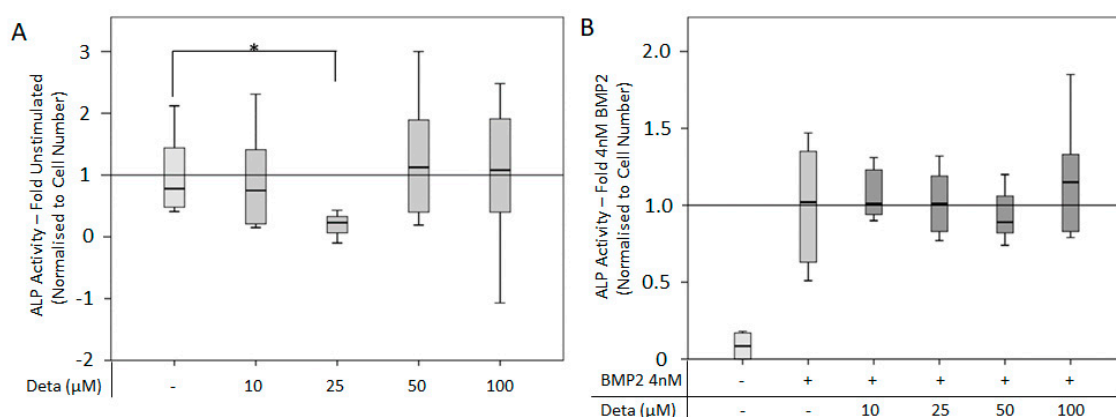 A
ALP Activity – Fold Unstimulated
(Normalised to Cell Number)
3
2
1
0
-1
-2
*
Deta (μM) - 10 25 50 100
B
ALP Activity – Fold 4nM BMP2
(Normalised to Cell Number)
2.0
1.5
1.0
0.5
0
BMP2 4nM - + + + + +
Deta (μM) - - 10 25 50 100